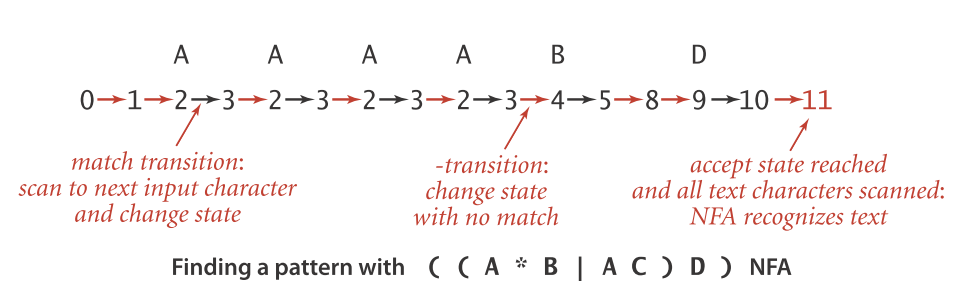 A A A A B D
0→1→2→3→2→3→2→3→2→3→4→5→8→9→10→11
match transition:
scan to next input character
and change state
-transition:
change state
with no match
accept state reached
and all text characters scanned:
NFA recognizes text
Finding a pattern with ( ( A * B | A C ) D ) NFA